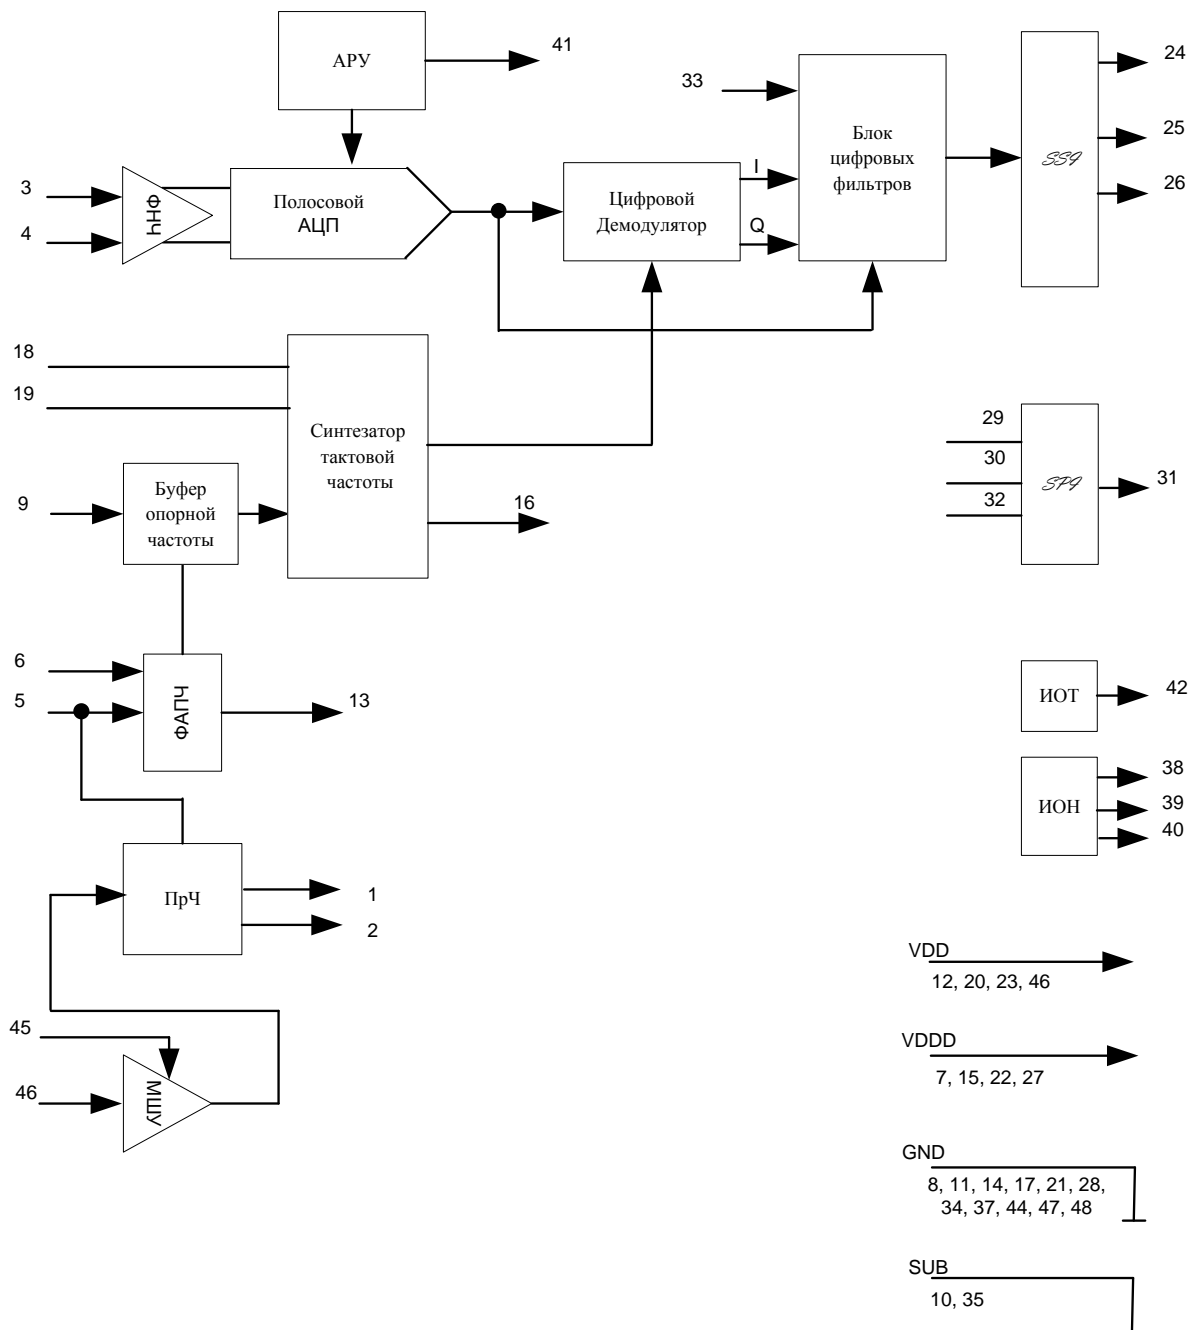 АРУ
41
24
33
25
26
Блок
цифровых
фильтров
SSI
3
4
ФНЧ
Полосовой
АЦП
Цифровой
Демодулятор
I
Q
18
19
Синтезатор
тактовой
частоты
9
Буфер
опорной
частоты
16
29
30
32
SPI
31
6
5
ФАПЧ
13
ИОТ
42
ИОН
38
39
40
ПрЧ
1
2
45
46
МШУ
VDD
12, 20, 23, 46
VDDD
7, 15, 22, 27
GND
8, 11, 14, 17, 21, 28,
34, 37, 44, 47, 48
SUB
10, 35